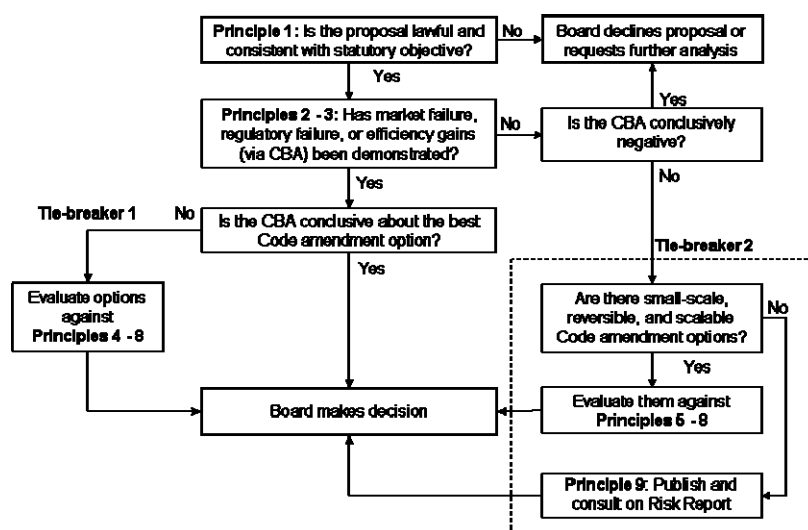 Principle 1: Is the proposal lawful and
consistent with statutory objective?
No
Board declines proposal or
requests further analysis
Yes
Yes
Principles 2 - 3: Has market failure,
regulatory failure, or efficiency gains
(via CBA) been demonstrated?
No
Is the CBA conclusively
negative?
Yes
No
Tie-breaker 1
No
Is the CBA conclusive about the best
Code amendment option?
Yes
Tie-breaker 2
Evaluate options
against
Principles 4 - 8
Are there small-scale,
reversible, and scalable
Code amendment options?
No
Yes
Board makes decision
Evaluate them against
Principles 5 - 8
Principle 9: Publish and
consult on Risk Report